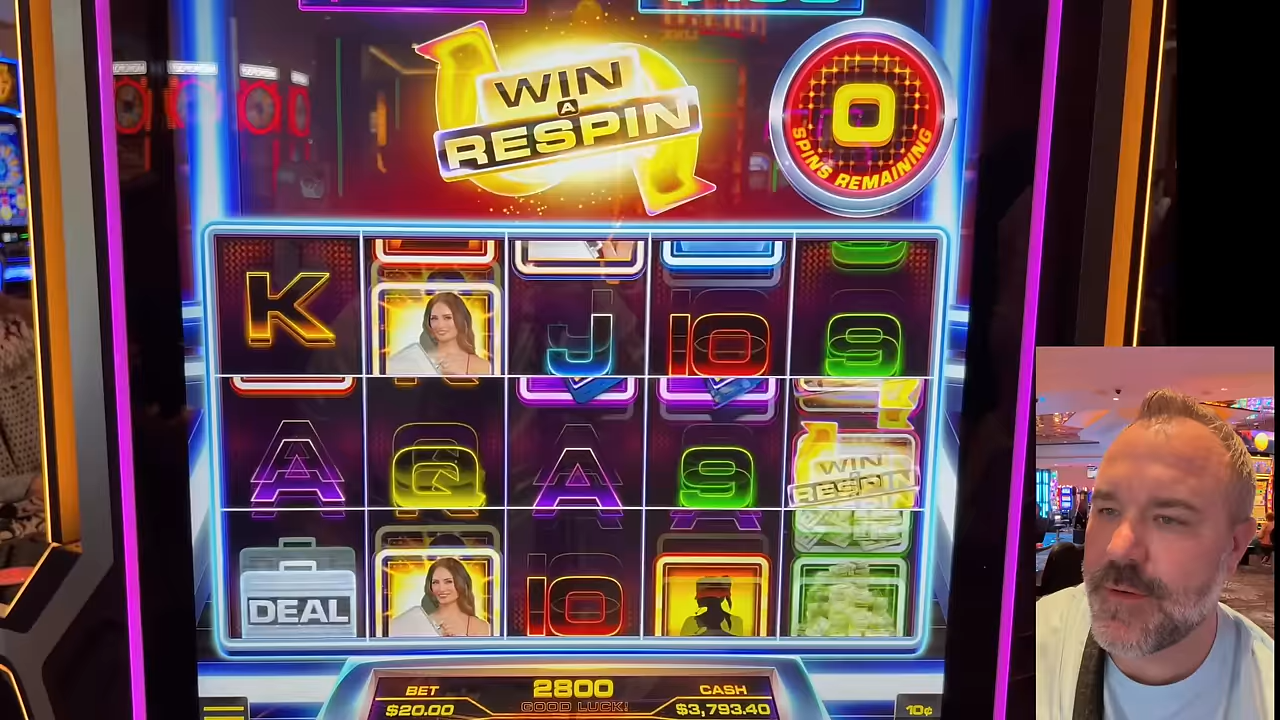 WIN
A
RESPIN
0
SPINS REMAINING
K
J
10
9
A
Q
A
9
WIN
RESPIN
DEAL
10
BET
2800
CASH
$20.00
GOOD LUCK!
$3,793.40
10¢